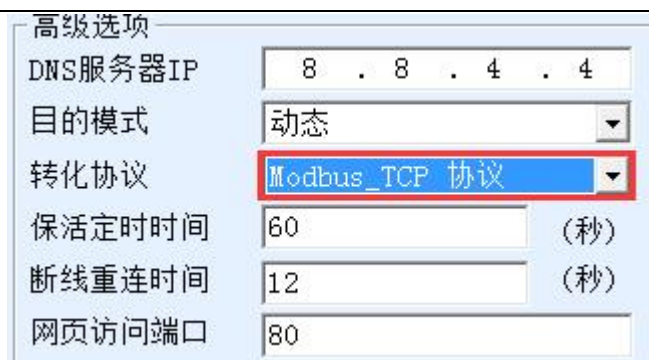 高级选项
DNS服务器IP 8 . 8 . 4 . 4
目的模式 动态
转化协议 Modbus_TCP 协议
保活定时时间 60 (秒)
断线重连时间 12 (秒)
网页访问端口 80